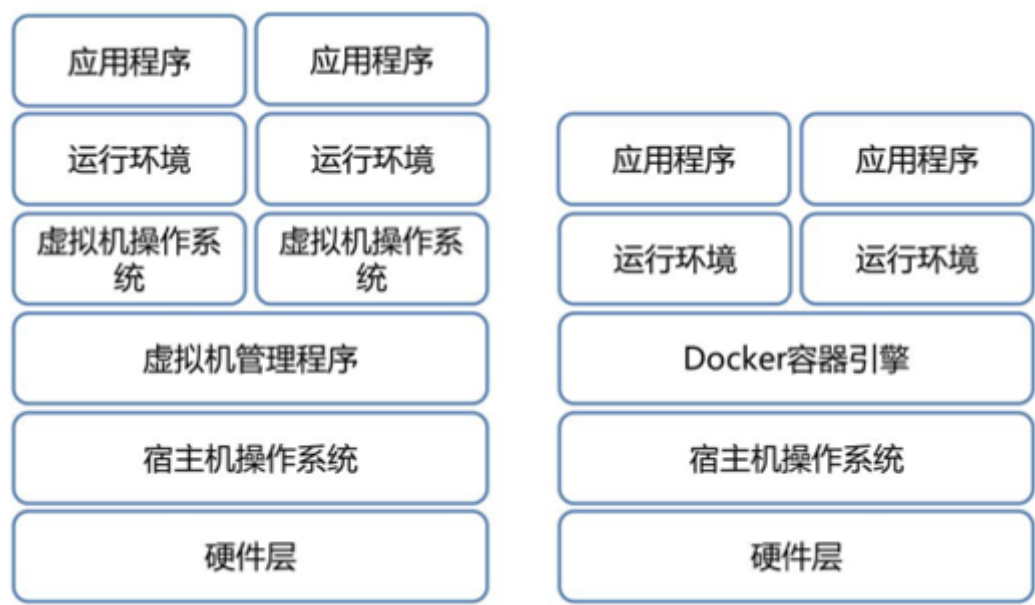 应用程序
应用程序
运行环境
运行环境
虚拟机操作系
统
虚拟机操作系
统
虚拟机管理程序
宿主机操作系统
硬件层
应用程序
应用程序
运行环境
运行环境
Docker容器引擎
宿主机操作系统
硬件层